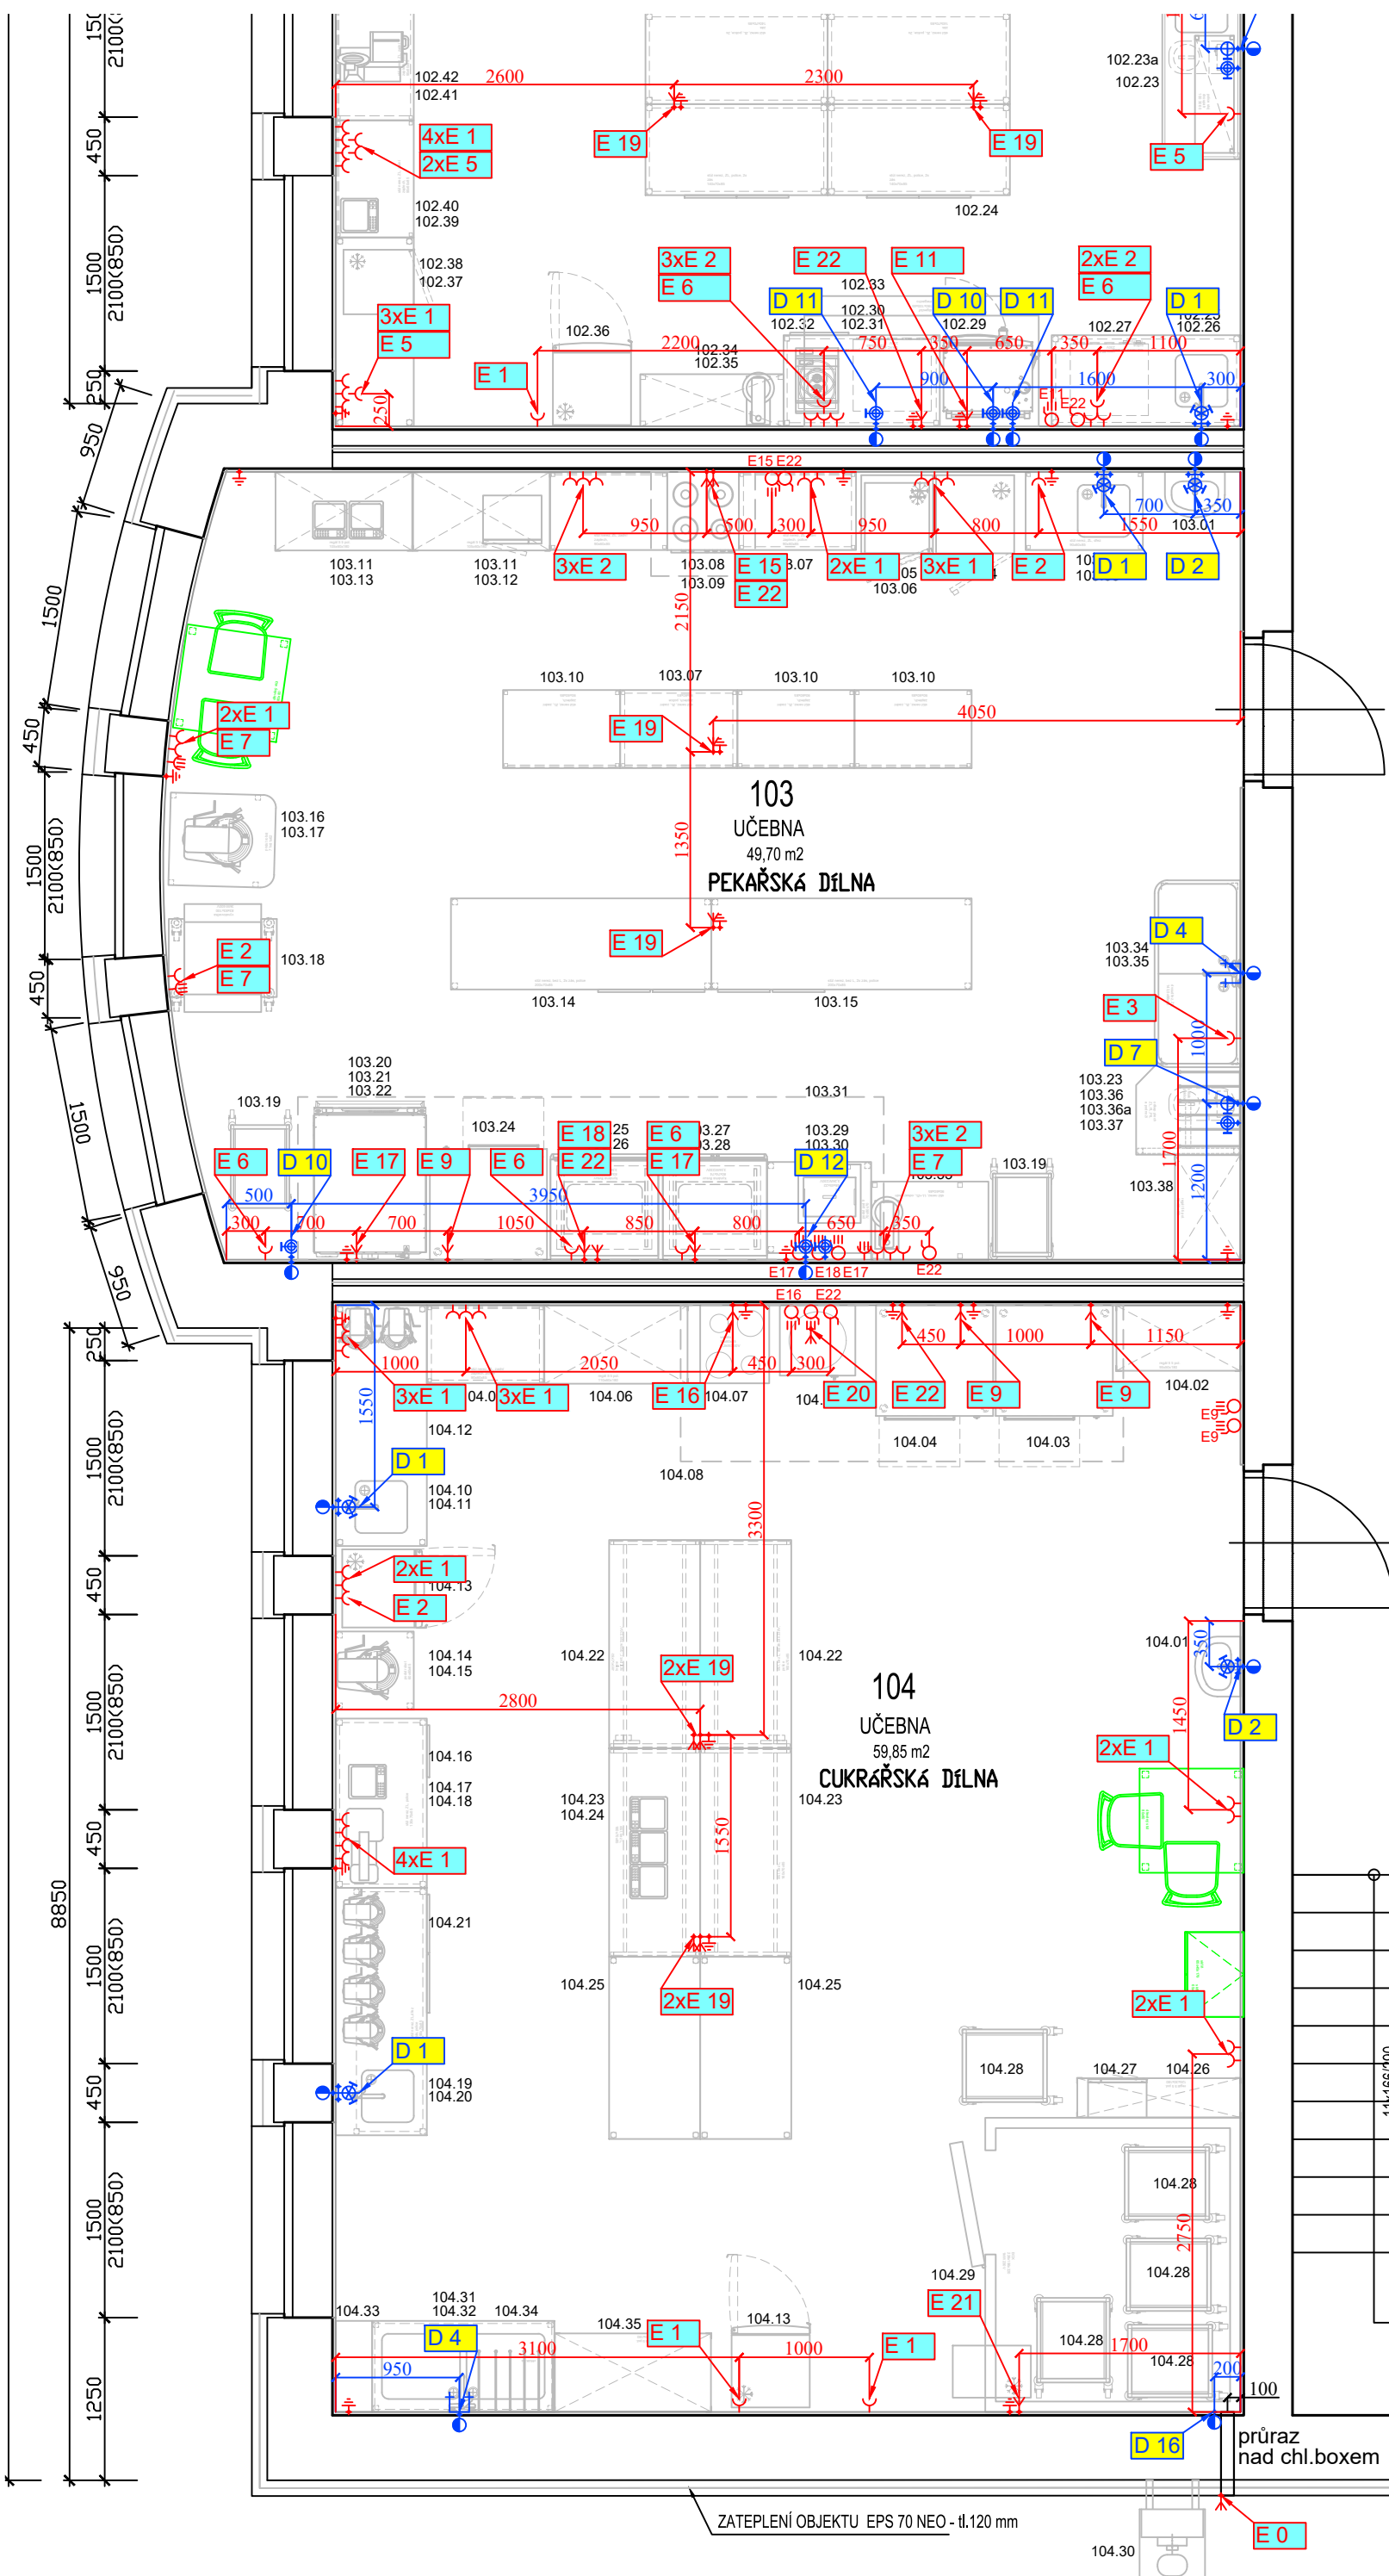 2600
2300
102.42
102.41
4xE 1
2xE 5
E 19
E 19
102.23a
102.23
E 5
102.40
102.39
102.24
102.38
102.37
3xE 1
E 5
250
102.36
E 1
2200
102.34
102.35
3xE 2
E 6
E 22
E 11
102.33
D 11
102.30
102.32
102.31
D 10
D 11
102.29
2xE 2
E 6
D 1
102.27
102.26
750
350
650
350
1100
900
1600
300
E11
E22
E15 E22
950
500
300
950
800
1550
700
350
103.01
103.11
103.13
103.11
103.12
3xE 2
103.08
103.09
E 15
E 22
2xE 1
3xE 1
103.06
E 2
D 1
D 2
2150
103.10
103.07
103.10
103.10
4050
E 19
2xE 1
E 7
103
UČEBNA
49,70 m2
PEKAŘSKá DíLNA
1350
103.16
103.17
E 2
E 7
103.18
E 19
103.14
103.15
103.34
103.35
D 4
E 3
1000
D 7
103.23
103.36
103.36a
103.37
1700
1200
103.38
103.20
103.21
103.22
103.19
103.24
103.31
103.29
103.30
E 6
D 10
E 17
E 9
E 6
E 18
E 22
E 6
E 17
D 12
3xE 2
E 7
103.19
500
3950
300
700
700
1050
850
800
650
350
E17
E18
E17
E22
E16
E22
1000
2050
450
300
450
1000
1150
3xE 1
3xE 1
104.06
E 16
104.07
E 20
E 22
E 9
E 9
104.02
E9
E9
1550
104.12
D 1
104.10
104.11
104.04
104.03
104.08
3300
2xE 1
104.13
E 2
104.14
104.15
104.22
104.22
2xE 19
2800
104
UČEBNA
59,85 m2
CUKRáŘSKá DíLNA
104.01
350
1450
D 2
2xE 1
104.16
104.17
104.18
4xE 1
104.23
104.24
104.23
1550
104.21
104.25
104.25
2xE 19
D 1
104.19
104.20
2xE 1
104.28
104.27
104.26
104.28
104.28
104.28
104.28
2750
104.29
E 21
104.33
104.31
104.32
104.34
D 4
104.35
E 1
104.13
E 1
3100
1000
1700
950
200
100
D 16
průraz
nad chl.boxem
ZATEPLENÍ OBJEKTU EPS 70 NEO - tl.120 mm
E 0
104.30
450
1500
2100(850)
250
950
1500
450
1500
2100(850)
450
1500
950
250
1500
2100(850)
450
1500
2100(850)
450
8850
1500
2100(850)
450
1500
2100(850)
1250